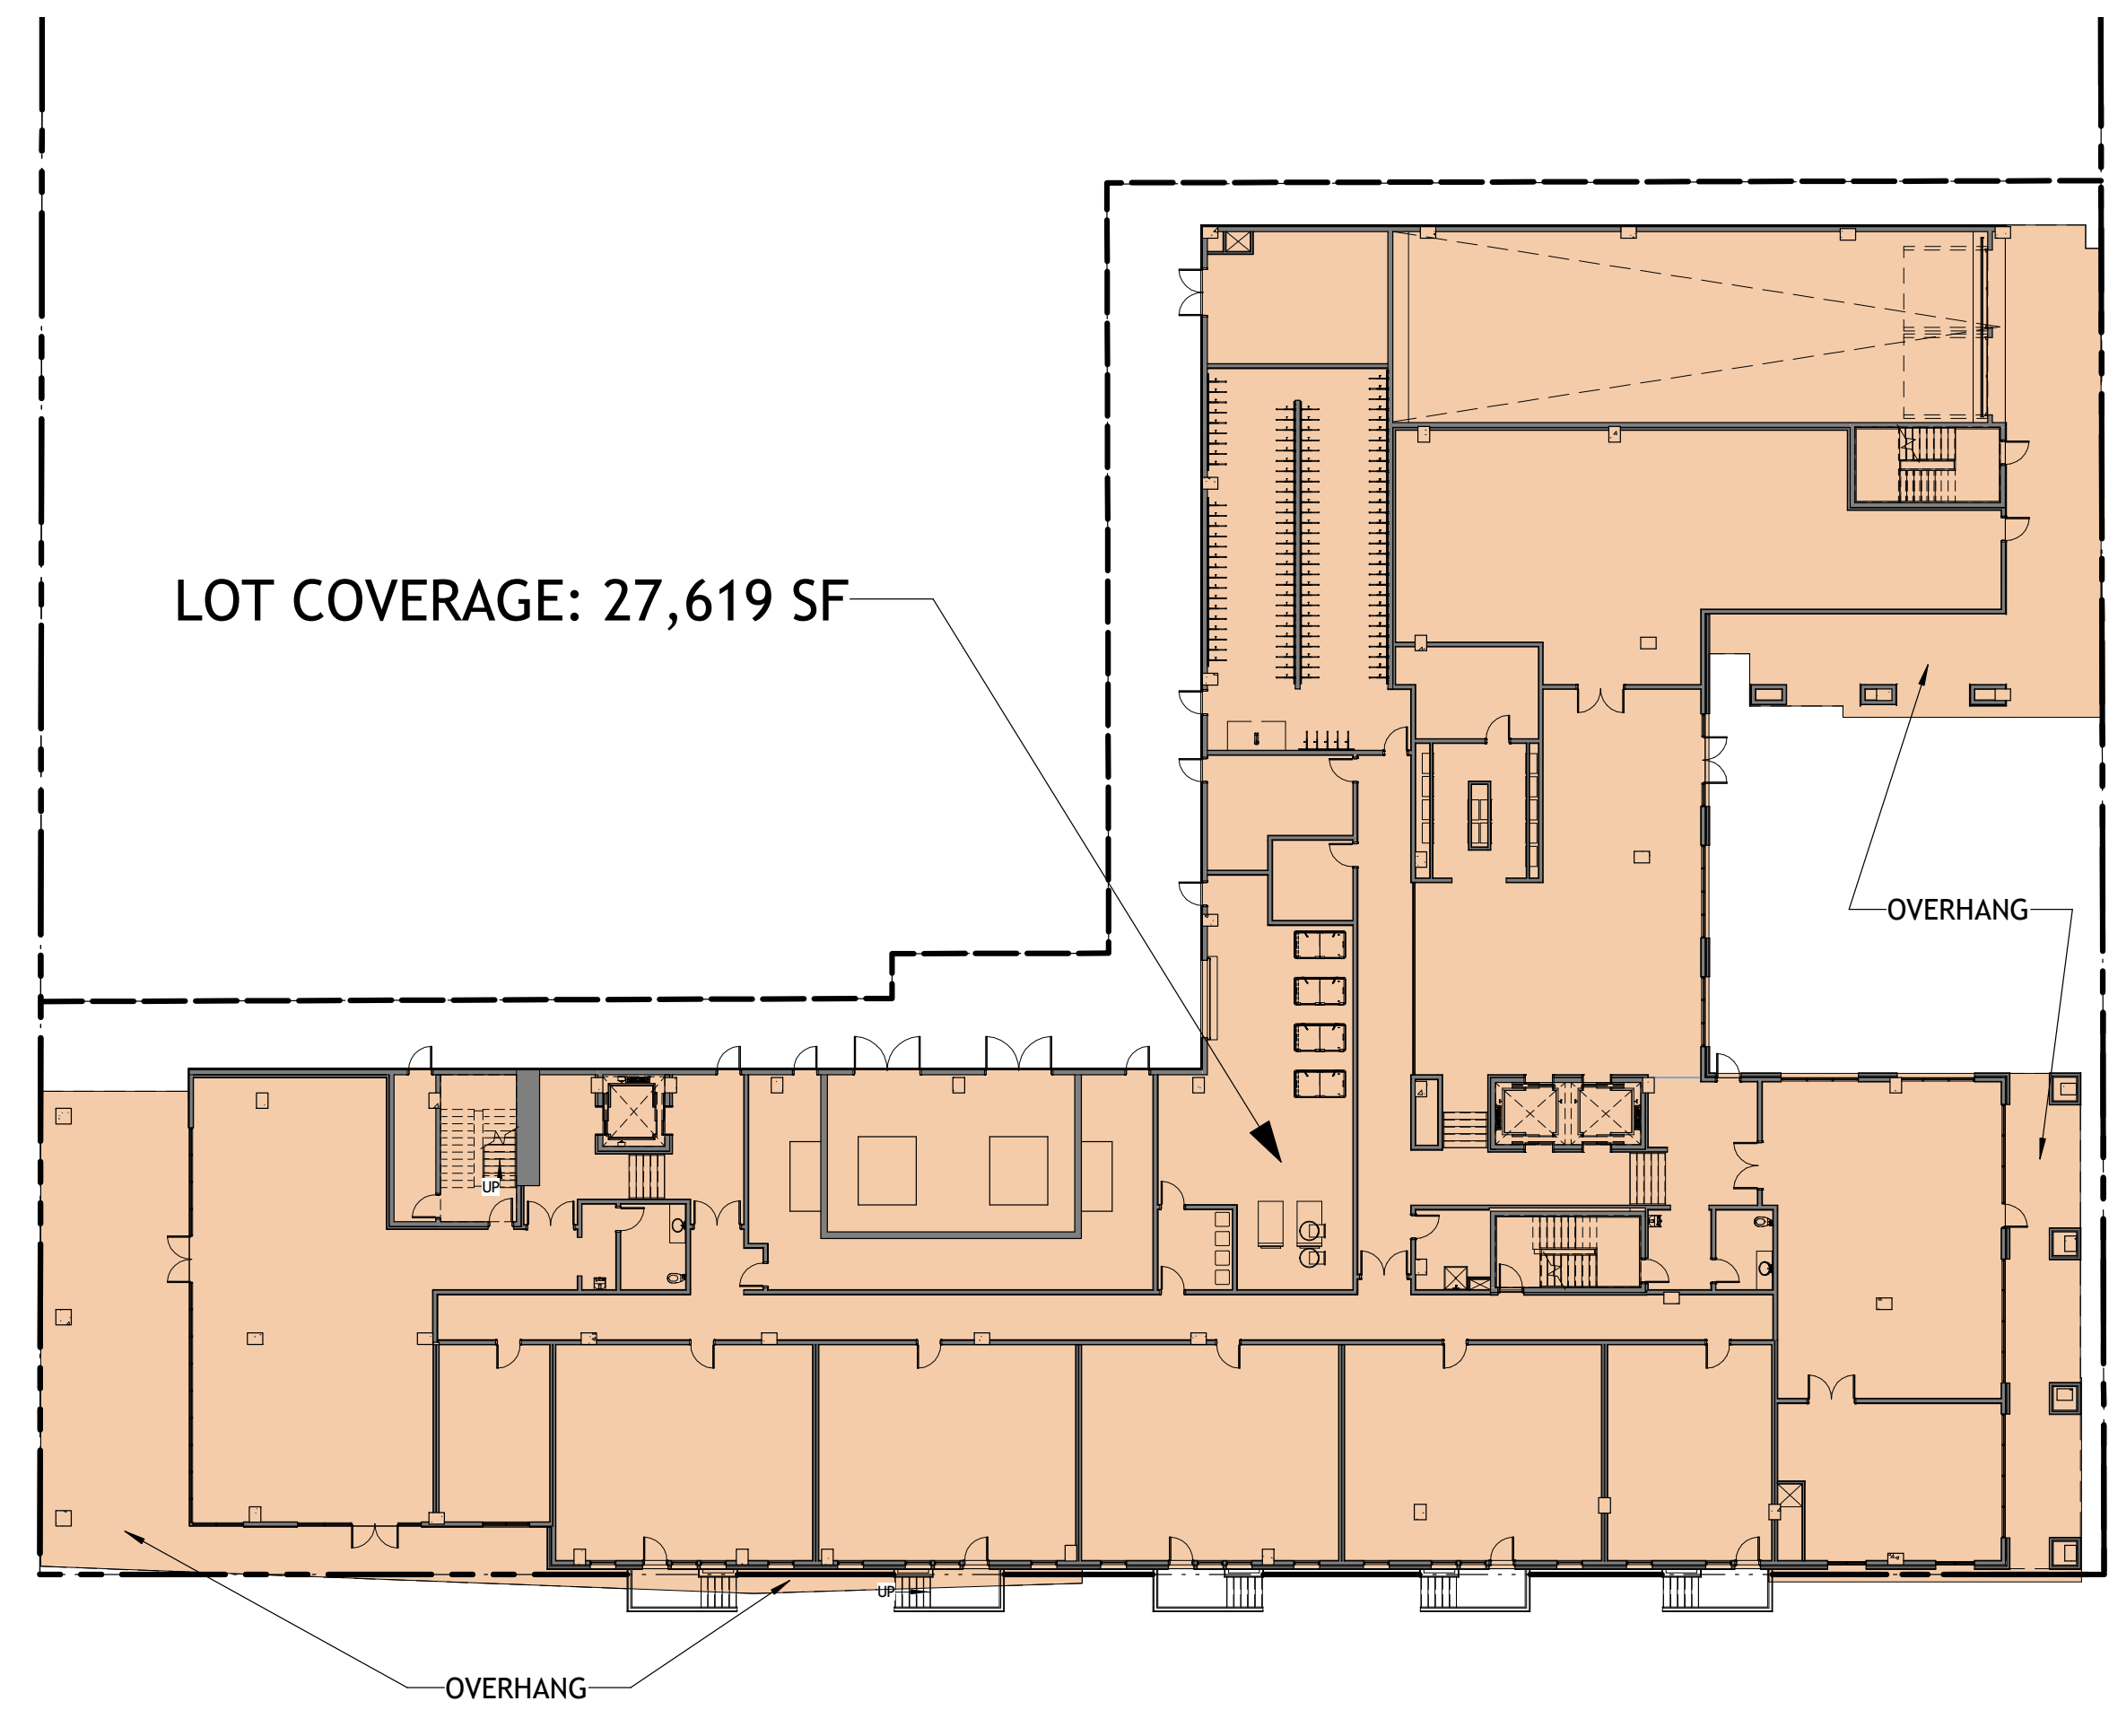 LOT COVERAGE: 27,619 SF
OVERHANG
UP
UP
OVERHANG